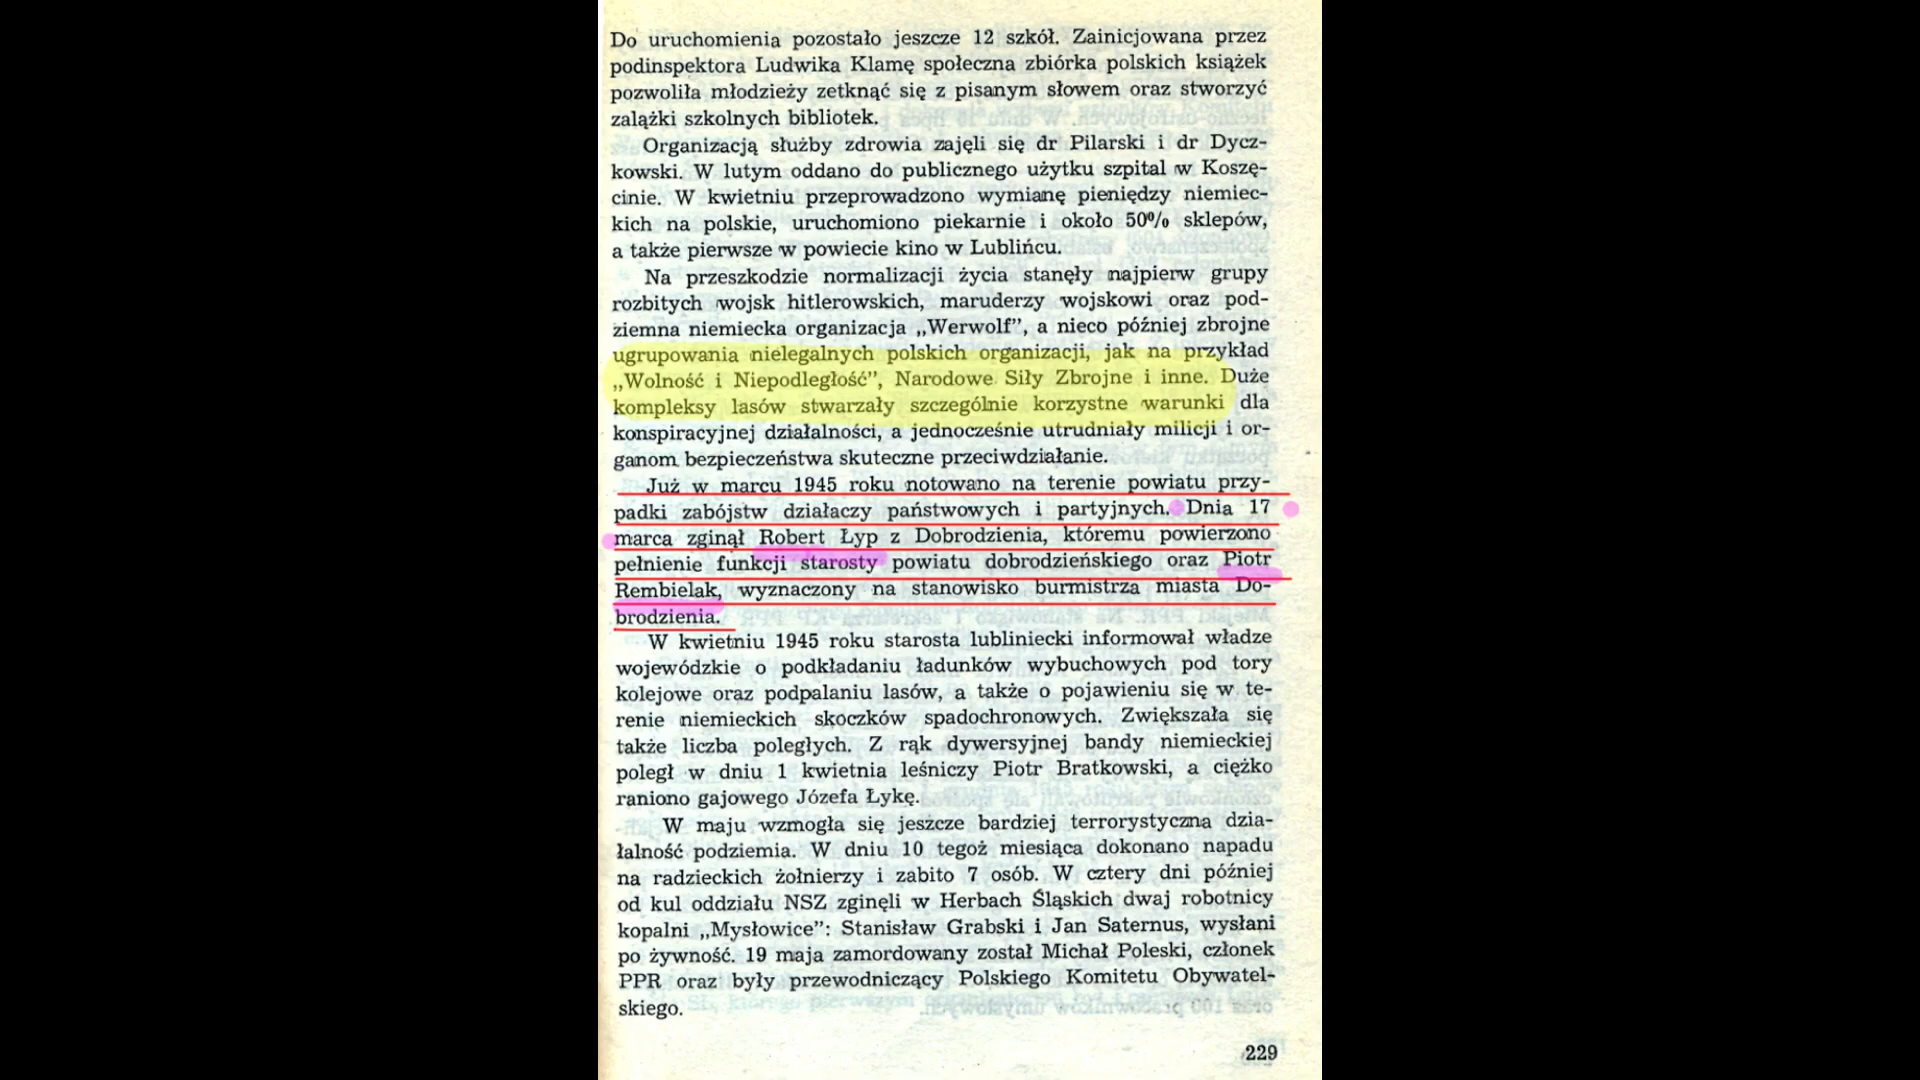 Do uruchomienia pozostało jeszcze 12 szkół. Zainicjowana przez
podinspektora Ludwika Klamę społeczna zbiórka polskich książek
pozwoliła młodzieży zetknąć się z pisanym słowem oraz stworzyć
zalążki szkolnych bibliotek.
Organizacją służby zdrowia zajęli się dr Pilarski i dr Dycz-
kowski. W lutym oddano do publicznego użytku szpital w Koszę-
cinie. W kwietniu przeprowadzono wymianę pieniędzy niemiec-
kich na polskie, uruchomiono piekarnie i około 50% sklepów,
a także pierwsze w powiecie kino w Lublińcu.
Na przeszkodzie normalizacji życia stanęły najpierw grupy
rozbitych wojsk hitlerowskich, maruderzy wojskowi oraz pod-
ziemna niemiecka organizacja „Werwolf”, a nieco później zbrojne
ugrupowania nielegalnych polskich organizacji, jak na przykład
„Wolność i Niepodległość”, Narodowe Siły Zbrojne i inne. Duże
kompleksy lasów stwarzały szczególnie korzystne warunki dla
konspiracyjnej działalności, a jednocześnie utrudniały milicji i or-
ganom bezpieczeństwa skuteczne przeciwdziałanie.
Już w marcu 1945 roku notowano na terenie powiatu przy-
padki zabójstw działaczy państwowych i partyjnych. Dnia 17
marca zginął Robert Łyp z Dobrodzienia, któremu powierzono
pełnienie funkcji starosty powiatu dobrodzieńskiego oraz Piotr
Rembielak, wyznaczony na stanowisko burmistrza miasta Do-
brodzienia.
W kwietniu 1945 roku starosta lubliniecki informował władze
wojewódzkie o podkładaniu ładunków wybuchowych pod tory
kolejowe oraz podpalaniu lasów, a także o pojawieniu się w te-
renie niemieckich skoczków spadochronowych. Zwiększała się
także liczba poległych. Z rąk dywersyjnej bandy niemieckiej
poległ w dniu 1 kwietnia leśniczy Piotr Bratkowski, a ciężko
raniono gajowego Józefa Łykę.
W maju wzmogła się jeszcze bardziej terrorystyczna dzia-
łalność podziemia. W dniu 10 tegoż miesiąca dokonano napadu
na radzieckich żołnierzy i zabito 7 osób. W cztery dni później
od kul oddziału NSZ zginęli w Herbach Śląskich dwaj robotnicy
kopalni „Mysłowice”: Stanisław Grabski i Jan Saternus, wysłani
po żywność. 19 maja zamordowany został Michał Poleski, członek
PPR oraz były przewodniczący Polskiego Komitetu Obywatel-
skiego.
229